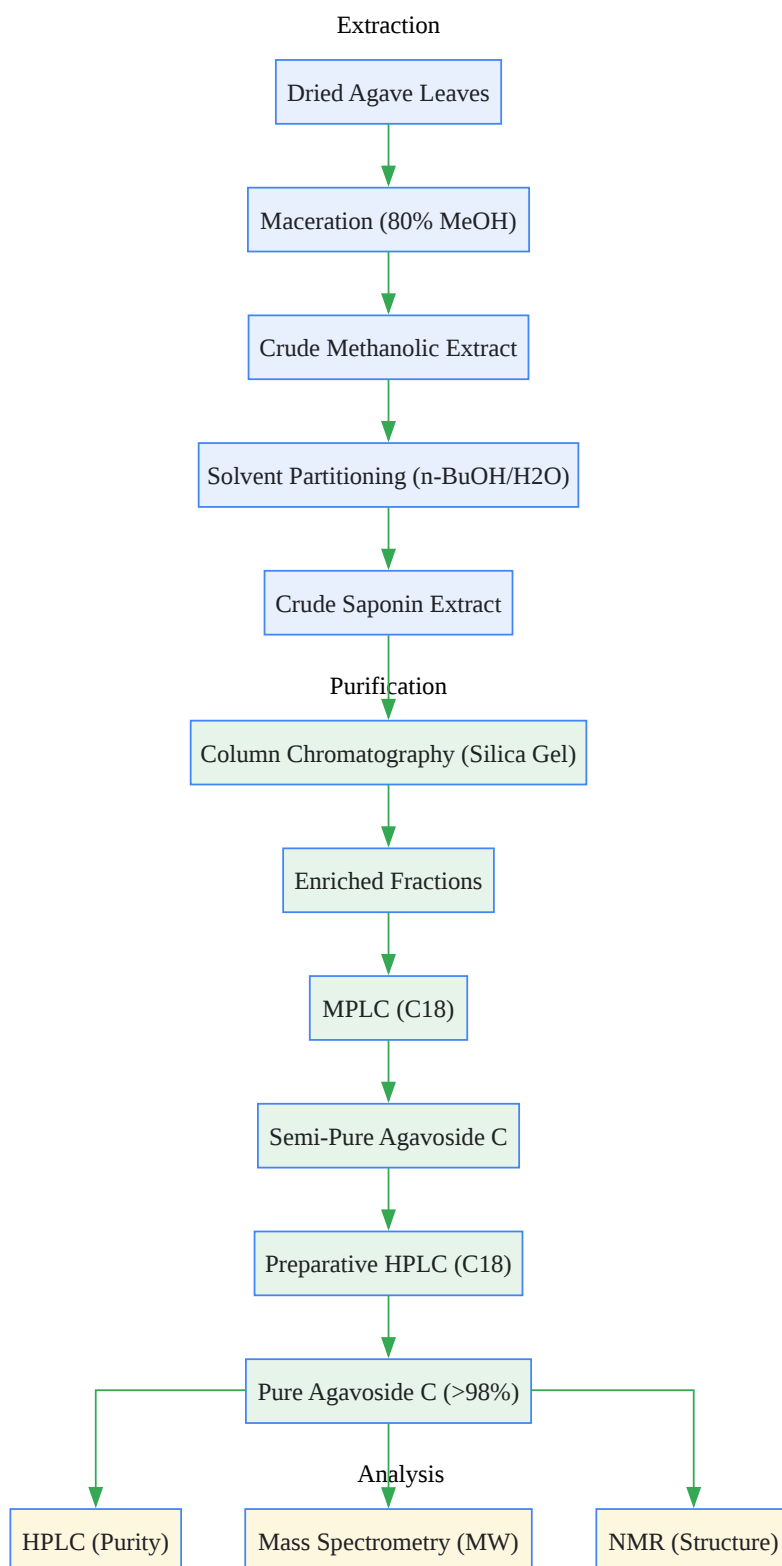 Extraction
Dried Agave Leaves
Maceration (80% MeOH)
Crude Methanolic Extract
Solvent Partitioning (n-BuOH/H2O)
Crude Saponin Extract
Purification
Column Chromatography (Silica Gel)
Enriched Fractions
MPLC (C18)
Semi-Pure Agavoside C
Preparative HPLC (C18)
Pure Agavoside C (>98%)
Analysis
HPLC (Purity)
Mass Spectrometry (MW)
NMR (Structure)